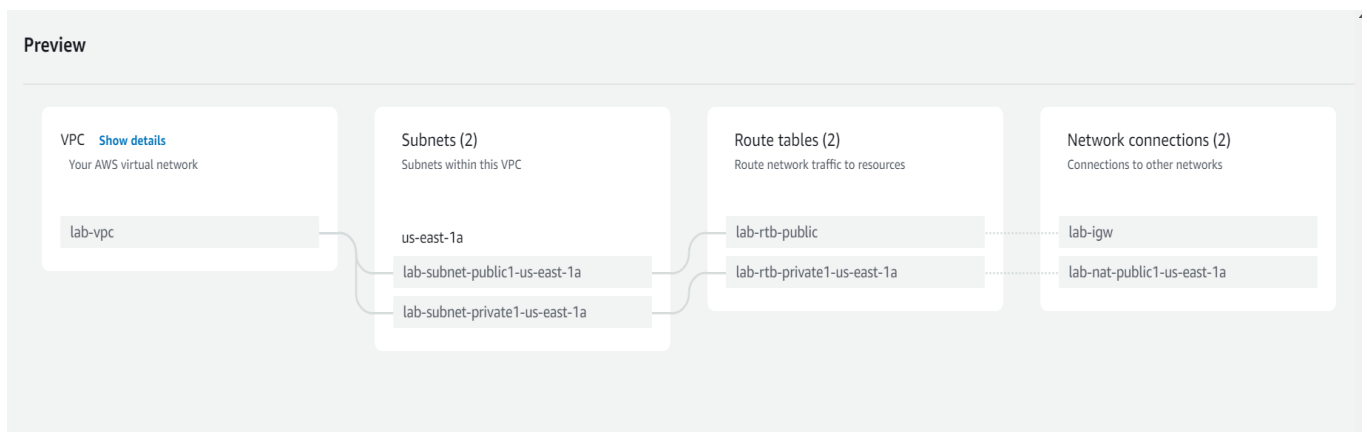 Preview
VPC Show details
Your AWS virtual network
lab-vpc
Subnets (2)
Subnets within this VPC
us-east-1a
lab-subnet-public1-us-east-1a
lab-subnet-private1-us-east-1a
Route tables (2)
Route network traffic to resources
lab-rtb-public
lab-rtb-private1-us-east-1a
Network connections (2)
Connections to other networks
lab-igw
lab-nat-public1-us-east-1a